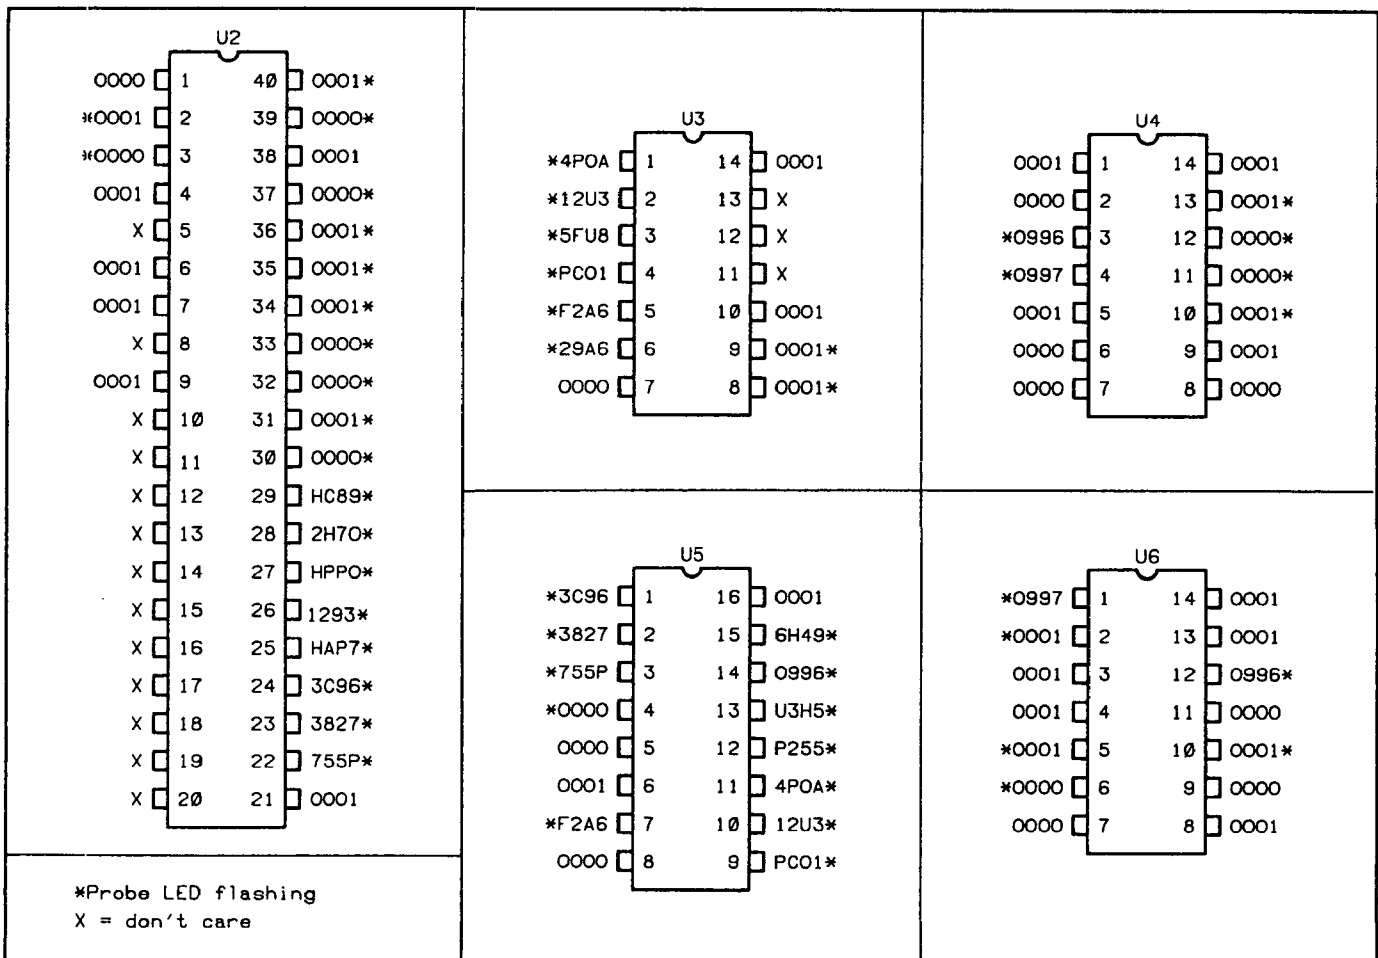 U2
0000 1 40 0001*
*0001 2 39 0000*
*0000 3 38 0001
0001 4 37 0000*
X 5 36 0001*
0001 6 35 0001*
0001 7 34 0001*
X 8 33 0000*
0001 9 32 0000*
X 10 31 0001*
X 11 30 0000*
X 12 29 HC89*
X 13 28 2H70*
X 14 27 HPP0*
X 15 26 1293*
X 16 25 HAP7*
X 17 24 3C96*
X 18 23 3827*
X 19 22 755P*
X 20 21 0001
*Probe LED flashing
X = don't care
U3
*4P0A 1 14 0001
*12U3 2 13 X
*5FU8 3 12 X
*PC01 4 11 X
*F2A6 5 10 0001
*29A6 6 9 0001*
0000 7 8 0001*
U4
0001 1 14 0001
0000 2 13 0001*
*0996 3 12 0000*
*0997 4 11 0000*
0001 5 10 0001*
0000 6 9 0001
0000 7 8 0000
U5
*3C96 1 16 0001
*3827 2 15 6H49*
*755P 3 14 0996*
*0000 4 13 U3H5*
0000 5 12 P255*
0001 6 11 4P0A*
*F2A6 7 10 12U3*
0000 8 9 PC01*
U6
*0997 1 14 0001
*0001 2 13 0001
0001 3 12 0996*
0001 4 11 0000
*0001 5 10 0001*
*0000 6 9 0000
0000 7 8 0001